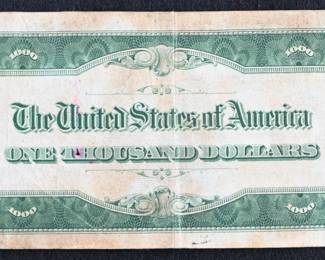 1000 1000
The United States of America
ONE THOUSAND DOLLARS
1000 1000